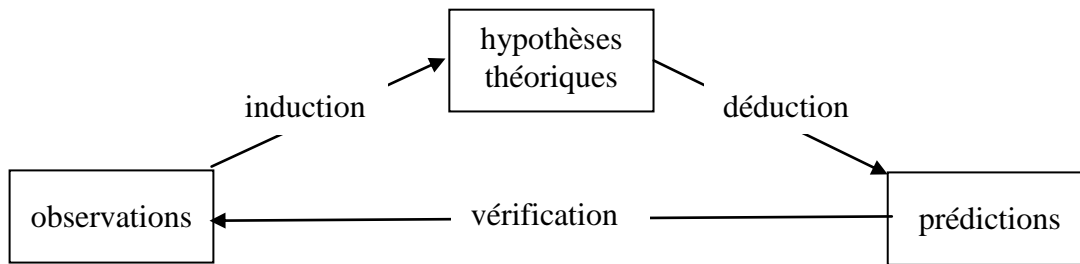 hypothèses
théoriques
induction
déduction
observations
vérification
prédictions